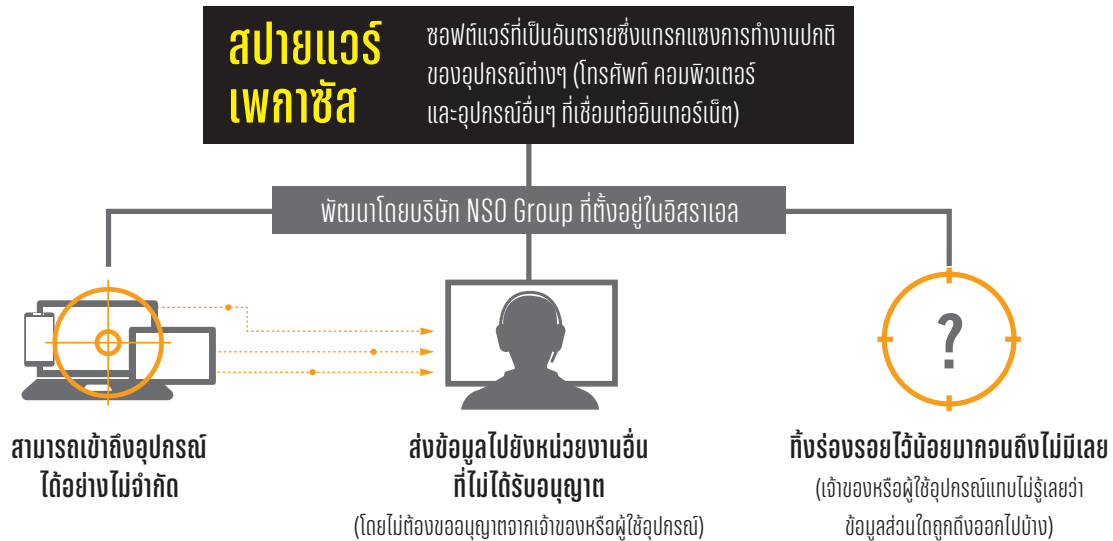 สปายแวร์
เพกาซัส
ซอฟต์แวร์ที่เป็นอันตรายซึ่งแทรกแซงการทำงานปกติ
ของอุปกรณ์ต่างๆ (โทรศัพท์ คอมพิวเตอร์
และอุปกรณ์อื่นๆ ที่เชื่อมต่ออินเทอร์เน็ต)
พัฒนาโดยบริษัท NSO Group ที่ตั้งอยู่ในอิสราเอล
?
สามารถเข้าถึงอุปกรณ์
ได้อย่างไม่จำกัด
ส่งข้อมูลไปยังหน่วยงานอื่น
ที่ไม่ได้รับอนุญาต
(โดยไม่ต้องขออนุญาตจากเจ้าของหรือผู้ใช้อุปกรณ์)
ทิ้งร่องรอยไว้น้อยมากจนถึงไม่มีเลย
(เจ้าของหรือผู้ใช้อุปกรณ์แทบไม่รู้เลยว่า
ข้อมูลส่วนใดถูกดึงออกไปบ้าง)